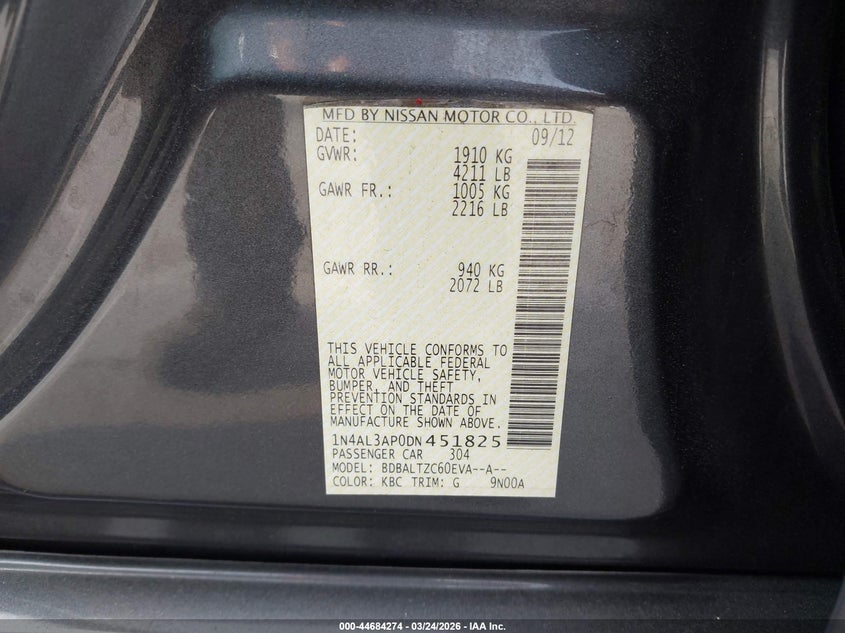 MFD BY NISSAN MOTOR CO., LTD.
DATE: 09/12
GVWR: 1910 KG
4211 LB
GAWR FR.: 1005 KG
2216 LB
GAWR RR.: 940 KG
2072 LB
THIS VEHICLE CONFORMS TO
ALL APPLICABLE FEDERAL
MOTOR VEHICLE SAFETY,
BUMPER, AND THEFT
PREVENTION STANDARDS IN
EFFECT ON THE DATE OF
MANUFACTURE SHOWN ABOVE.
1N4AL3AP0DN451825
PASSENGER CAR 304
MODEL: BDBALTZC60EVA--A--
COLOR: KBC TRIM: G 9N00A
000-44684274 — 03/24/2026 — IAA Inc.